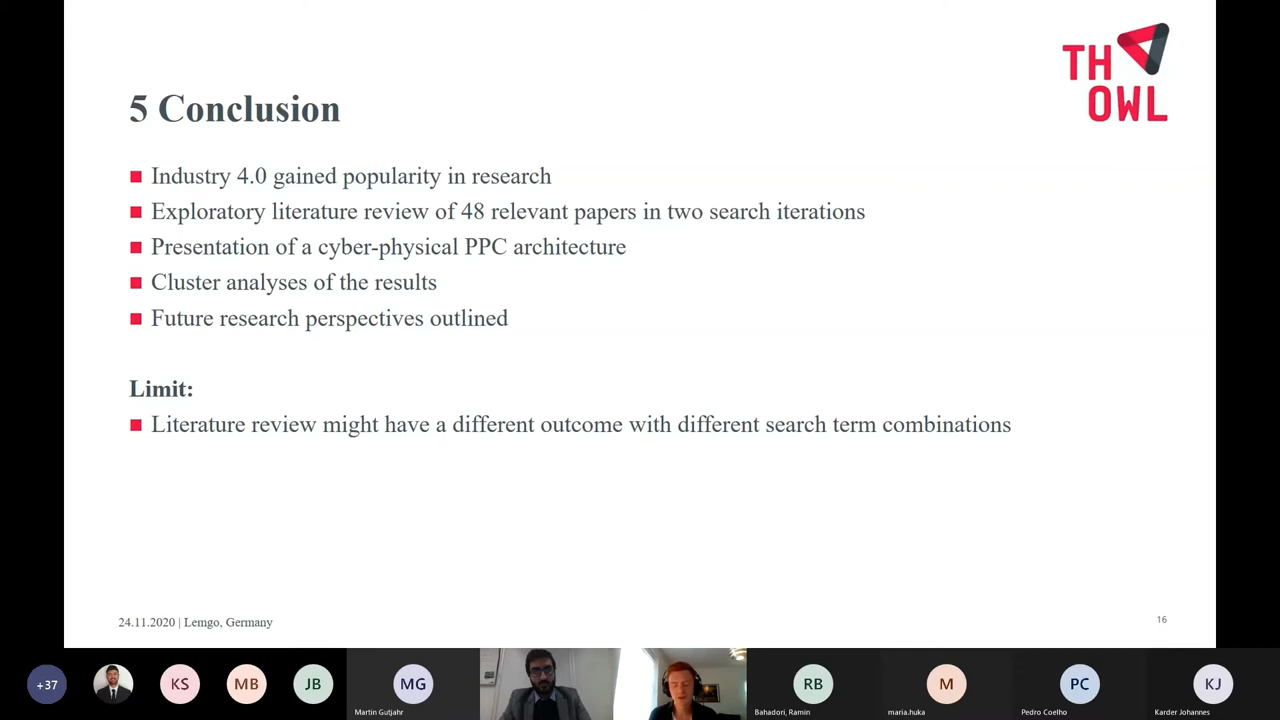 TH
OWL
5 Conclusion
Industry 4.0 gained popularity in research
Exploratory literature review of 48 relevant papers in two search iterations
Presentation of a cyber-physical PPC architecture
Cluster analyses of the results
Future research perspectives outlined
Limit:
Literature review might have a different outcome with different search term combinations
24.11.2020 | Lemgo, Germany
16
+37
KS
MB
JB
MG
RB
M
PC
KJ
Martin Gutjahr
Bahadori, Ramin
maria.huka
Pedro Coelho
Karder Johannes